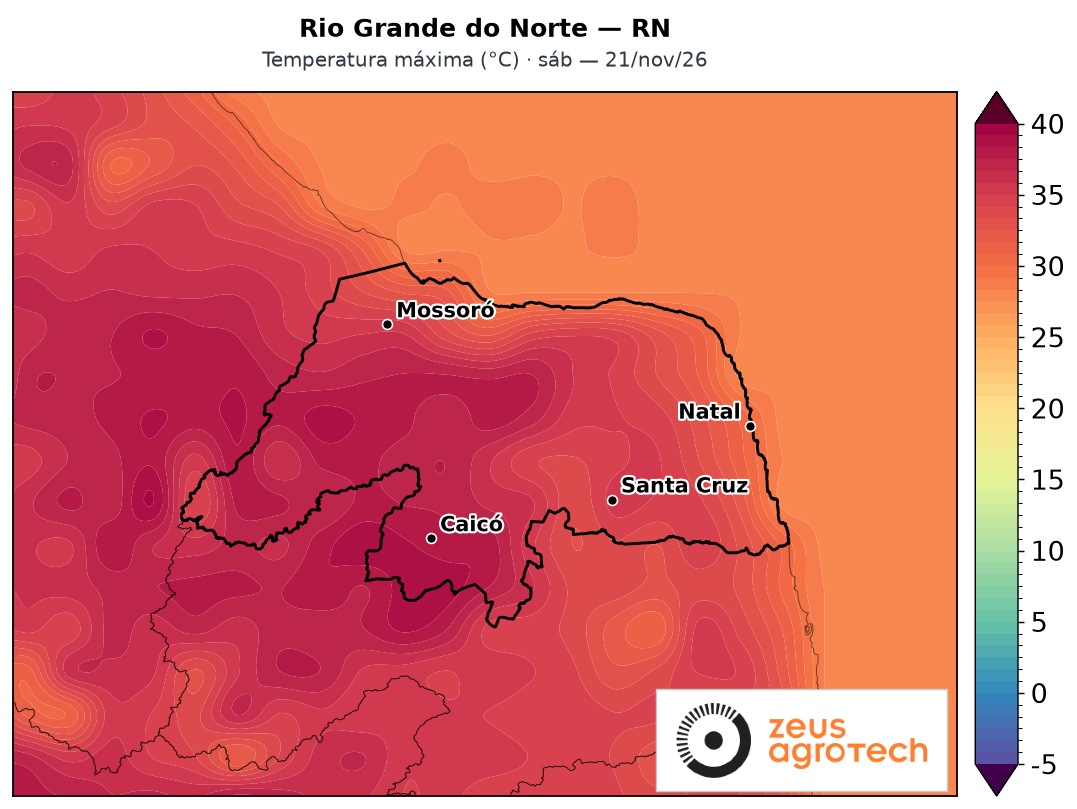 Rio Grande do Norte — RN
Temperatura máxima (°C) · sáb — 21/nov/26
Mossoró
Natal
Santa Cruz
Caicó
40
35
30
25
20
15
10
5
0
-5
zeus
agrotech